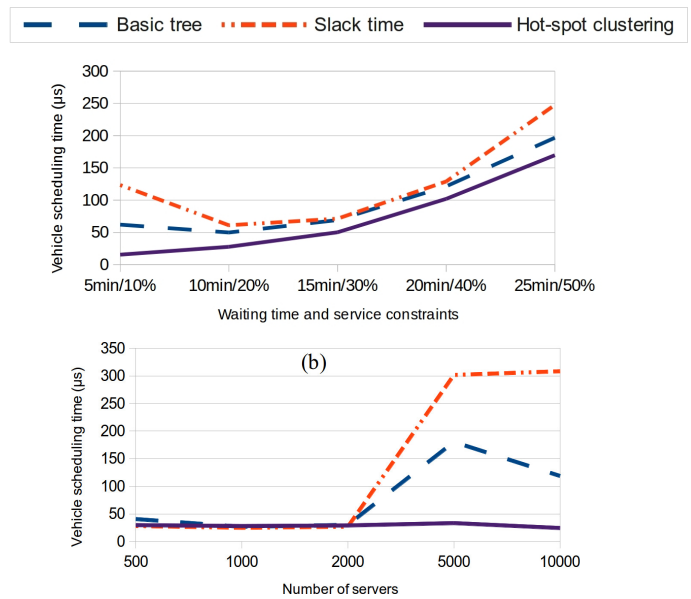 Basic tree Slack time Hot-spot clustering
Vehicle scheduling time (µs)
300
250
200
150
100
50
0
5min/10% 10min/20% 15min/30% 20min/40% 25min/50%
Waiting time and service constraints
(b)
Vehicle scheduling time (µs)
350
300
250
200
150
100
50
0
500 1000 2000 5000 10000
Number of servers